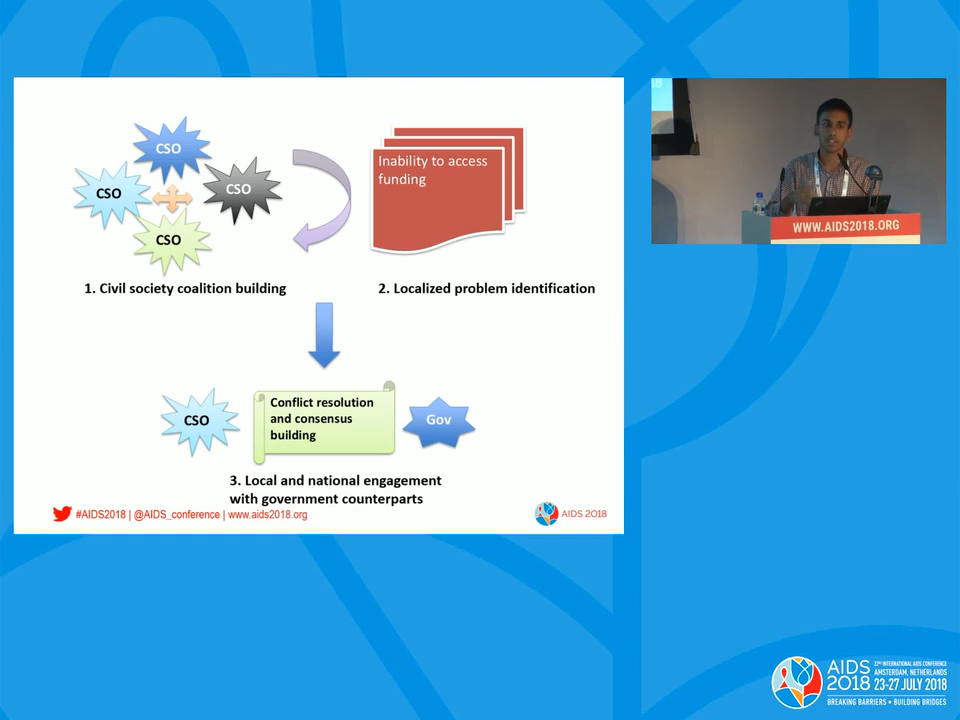 CSO
CSO
CSO
CSO
Inability to access
funding
1. Civil society coalition building
2. Localized problem identification
CSO
Conflict resolution
and consensus
building
Gov
3. Local and national engagement
with government counterparts
#AIDS2018 | @AIDS_conference | www.aids2018.org
AIDS 2018
WWW.AIDS2018.ORG
AIDS
2018
22ND INTERNATIONAL AIDS CONFERENCE
AMSTERDAM, NETHERLANDS
23-27 JULY 2018
BREAKING BARRIERS • BUILDING BRIDGES